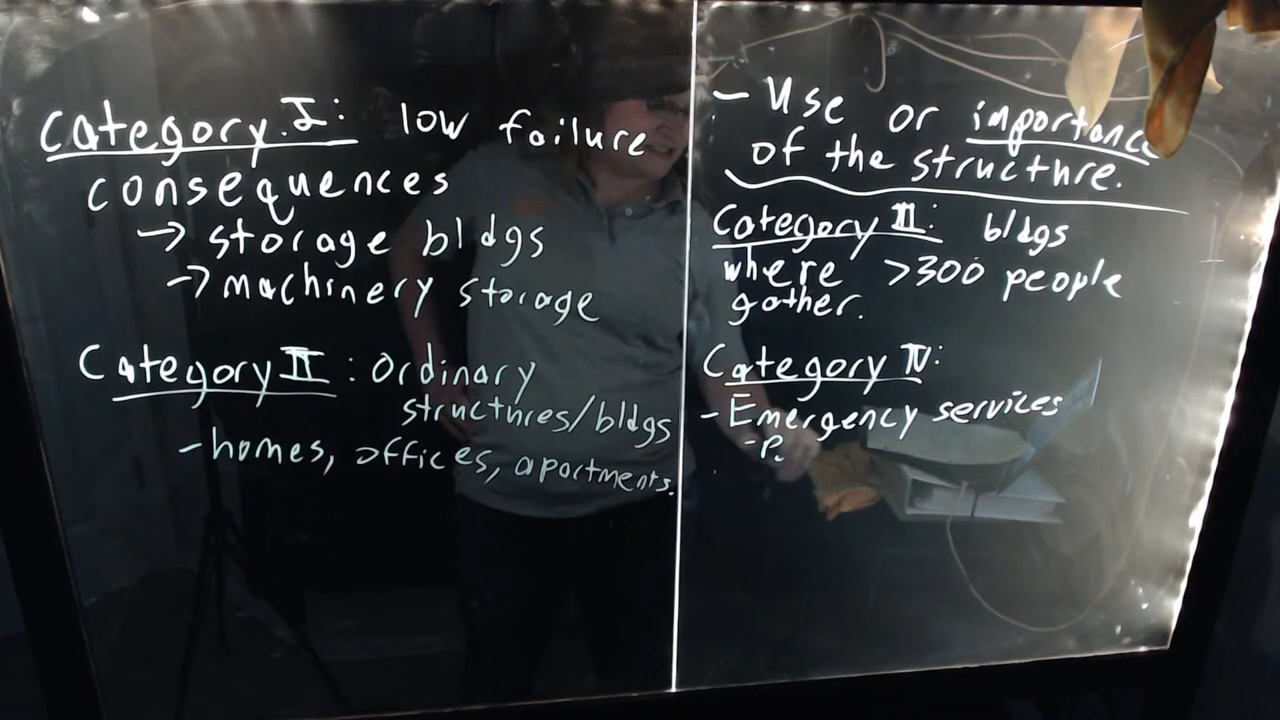 Category I: low failure
consequences
→ storage bldgs
→ machinery storage
Category II: Ordinary
structures/bldgs
- homes, offices, apartments.
- Use or importance
of the structure.
Category III: bldgs
where >300 people
gather.
Category IV:
- Emergency services
- P